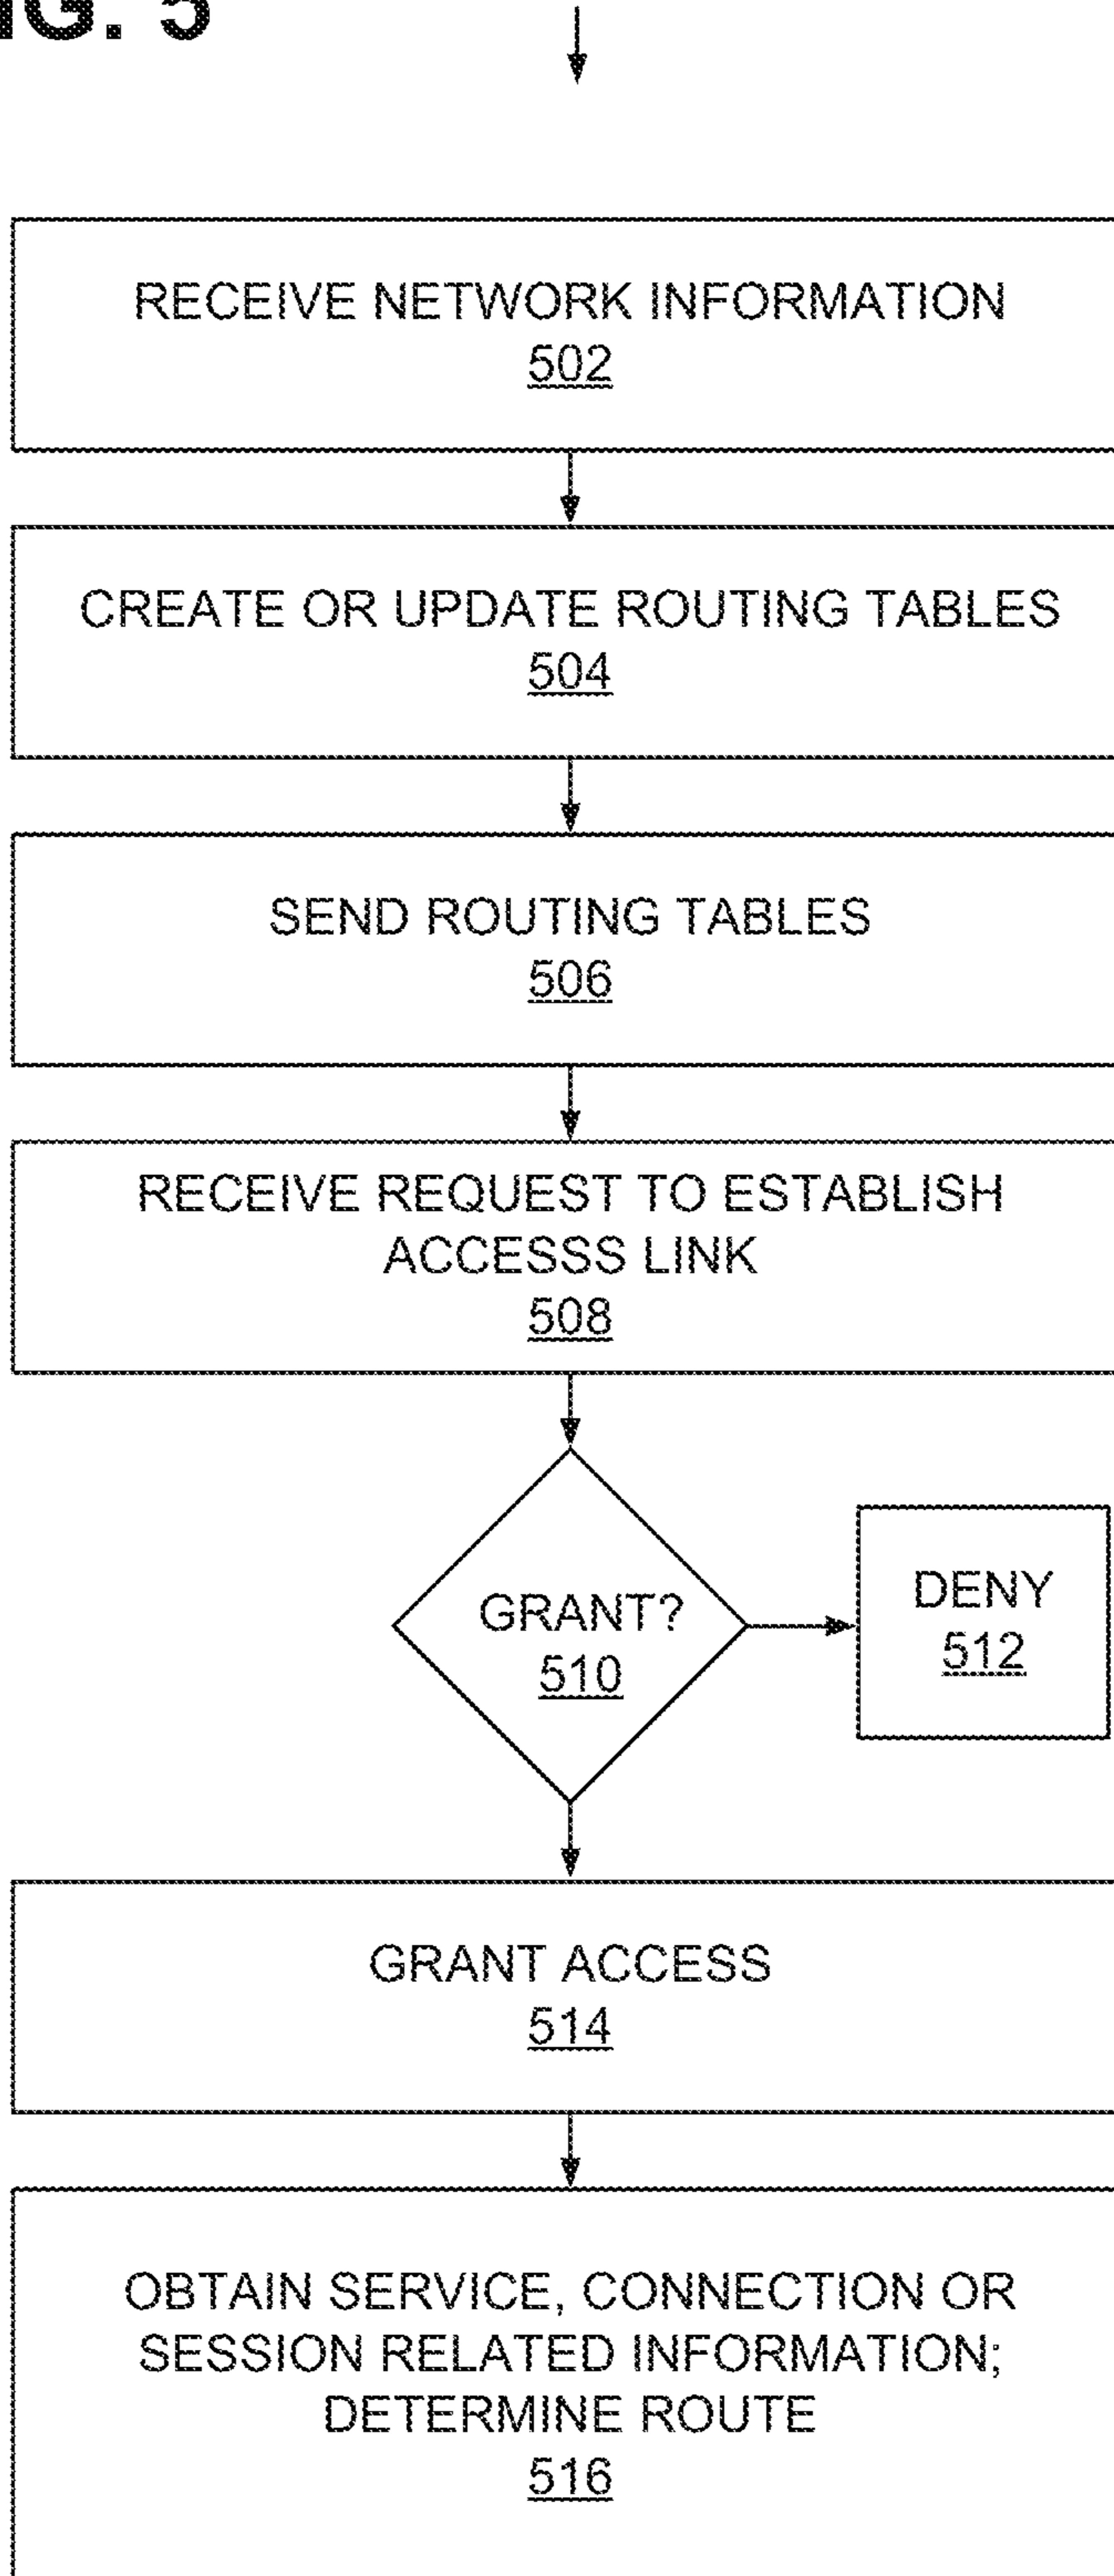 IG. 5
RECEIVE NETWORK INFORMATION
502
CREATE OR UPDATE ROUTING TABLES
504
SEND ROUTING TABLES
506
RECEIVE REQUEST TO ESTABLISH
ACCESSS LINK
508
GRANT?
510
DENY
512
GRANT ACCESS
514
OBTAIN SERVICE, CONNECTION OR
SESSION RELATED INFORMATION;
DETERMINE ROUTE
516